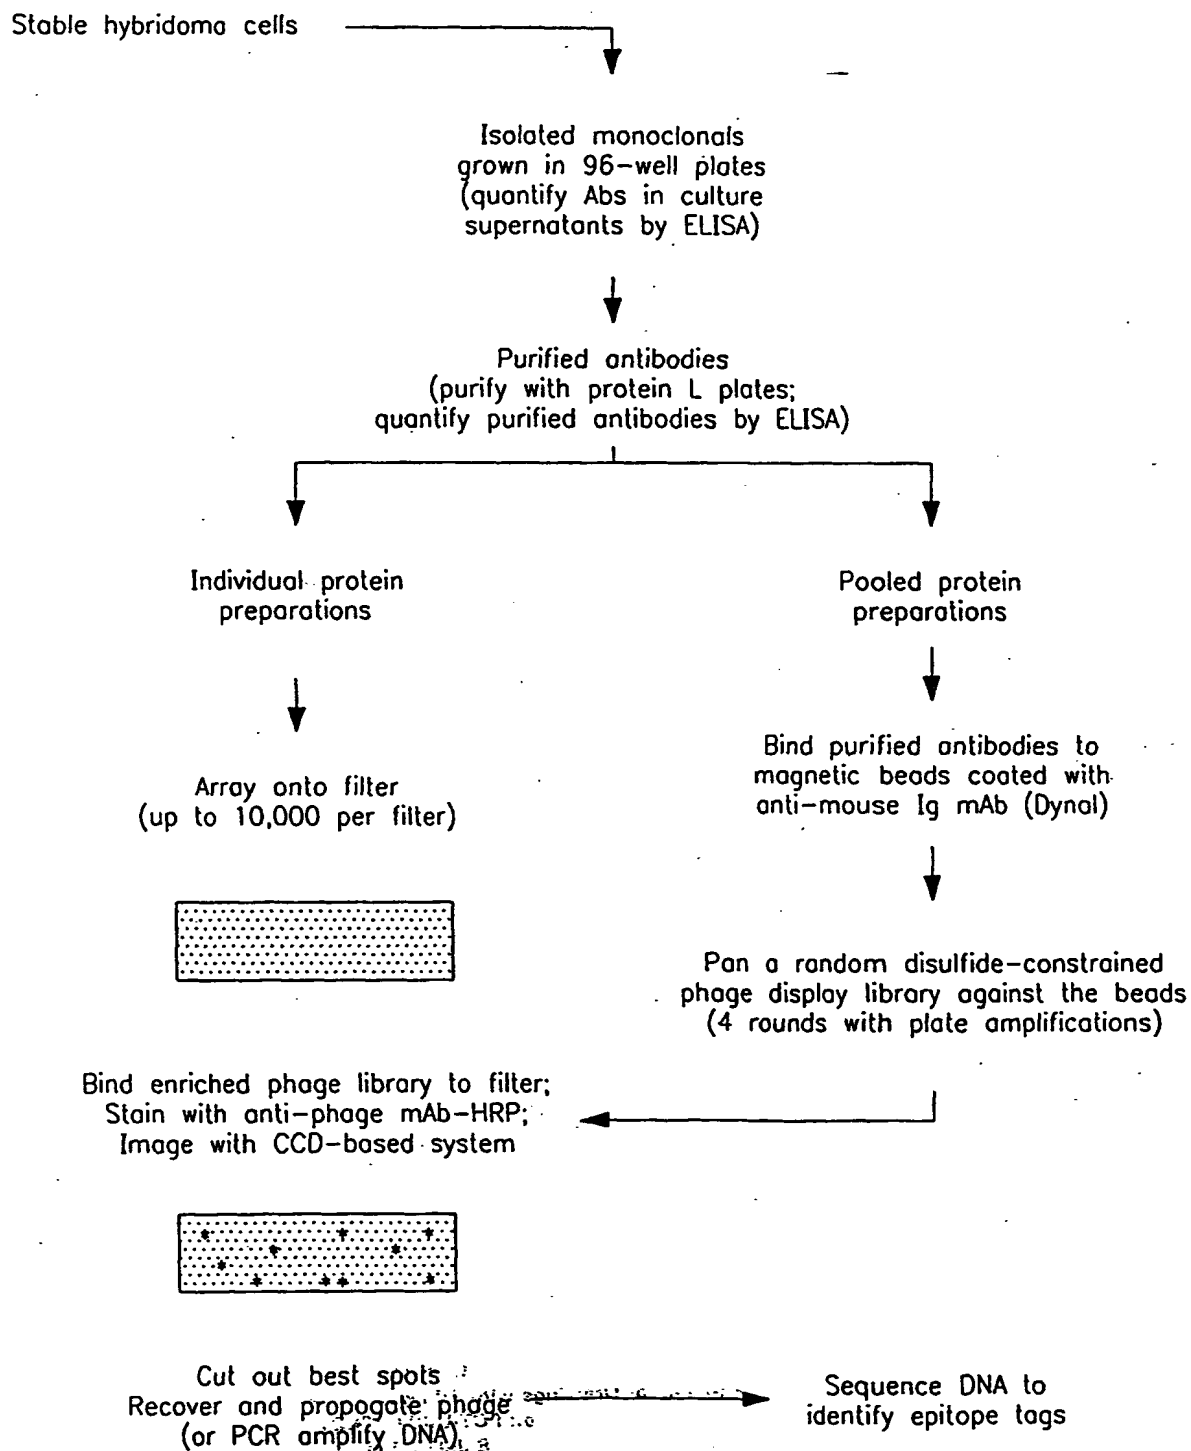 Stable hybridoma cells
Isolated monoclonals
grown in 96-well plates
(quantify Abs in culture
supernatants by ELISA)
Purified antibodies
(purify with protein L plates;
quantify purified antibodies by ELISA)
Individual protein
preparations
Array onto filter
(up to 10,000 per filter)
Pooled protein
preparations
Bind purified antibodies to
magnetic beads coated with
anti-mouse Ig mAb (Dynal)
Pan a random disulfide-constrained
phage display library against the beads
(4 rounds with plate amplifications)
Bind enriched phage library to filter;
Stain with anti-phage mAb-HRP;
Image with CCD-based system
Cut out best spots
Recover and propogate phage
(or PCR amplify DNA)
Sequence DNA to
identify epitope tags